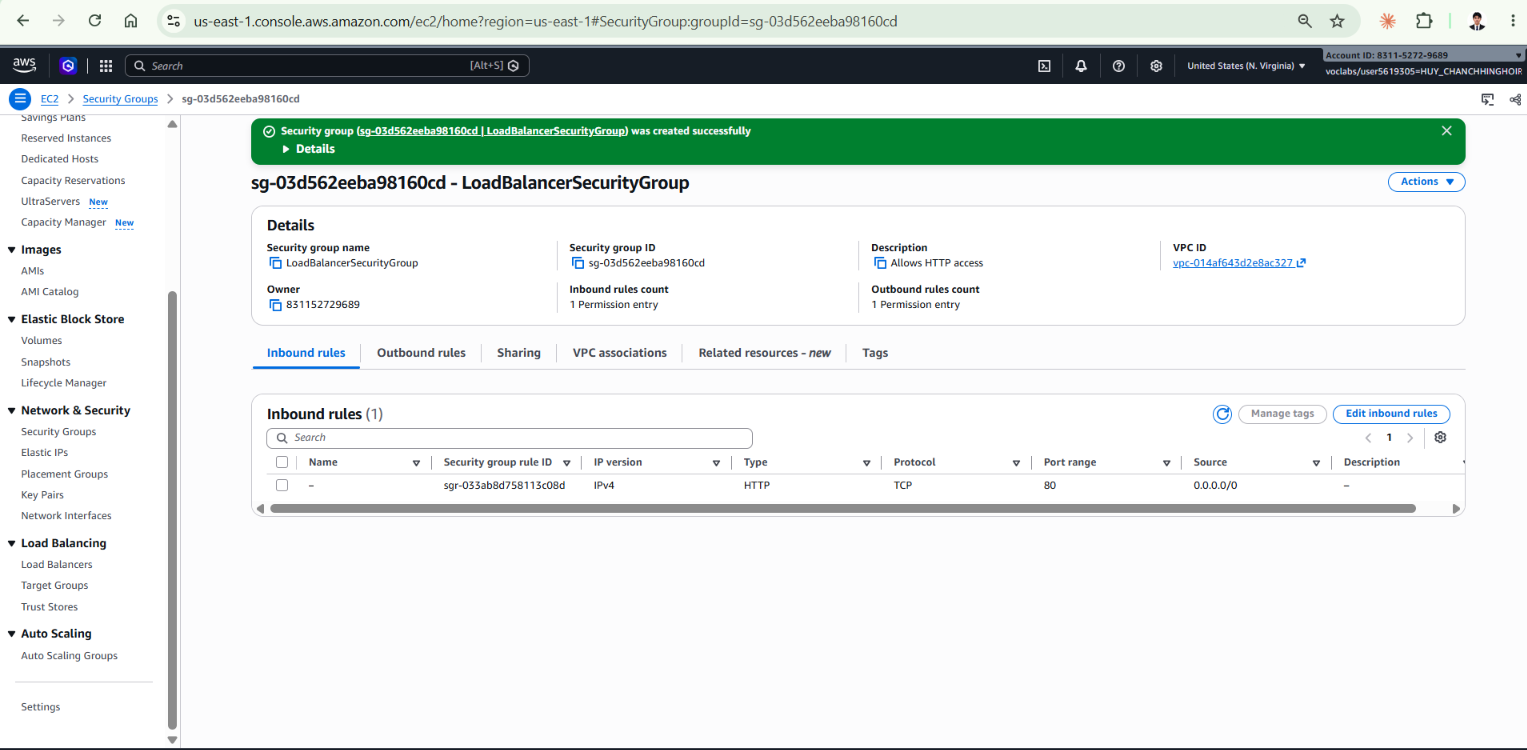 us-east-1.console.aws.amazon.com/ec2/home?region=us-east-1#SecurityGroup:groupId=sg-03d562eeba98160cd
aws
Search [Alt+S]
United States (N. Virginia)
Account ID: 8311-5272-9689
voclabs/user5619305=HUY_CHANCHHINGHOIR
EC2 > Security Groups > sg-03d562eeba98160cd
Savings Plans
Reserved Instances
Dedicated Hosts
Capacity Reservations
UltraServers New
Capacity Manager New
Images
AMIs
AMI Catalog
Elastic Block Store
Volumes
Snapshots
Lifecycle Manager
Network & Security
Security Groups
Elastic IPs
Placement Groups
Key Pairs
Network Interfaces
Load Balancing
Load Balancers
Target Groups
Trust Stores
Auto Scaling
Auto Scaling Groups
Settings
Security group (sg-03d562eeba98160cd | LoadBalancerSecurityGroup) was created successfully
Details
sg-03d562eeba98160cd - LoadBalancerSecurityGroup
Actions
Details
Security group name
LoadBalancerSecurityGroup
Security group ID
sg-03d562eeba98160cd
Description
Allows HTTP access
VPC ID
vpc-014af643d2e8ac327
Owner
831152729689
Inbound rules count
1 Permission entry
Outbound rules count
1 Permission entry
Inbound rules Outbound rules Sharing VPC associations Related resources - new Tags
Inbound rules (1)
Manage tags Edit inbound rules
Search
1
Name Security group rule ID IP version Type Protocol Port range Source Description
– sgr-033ab8d758113c08d IPv4 HTTP TCP 80 0.0.0.0/0 –